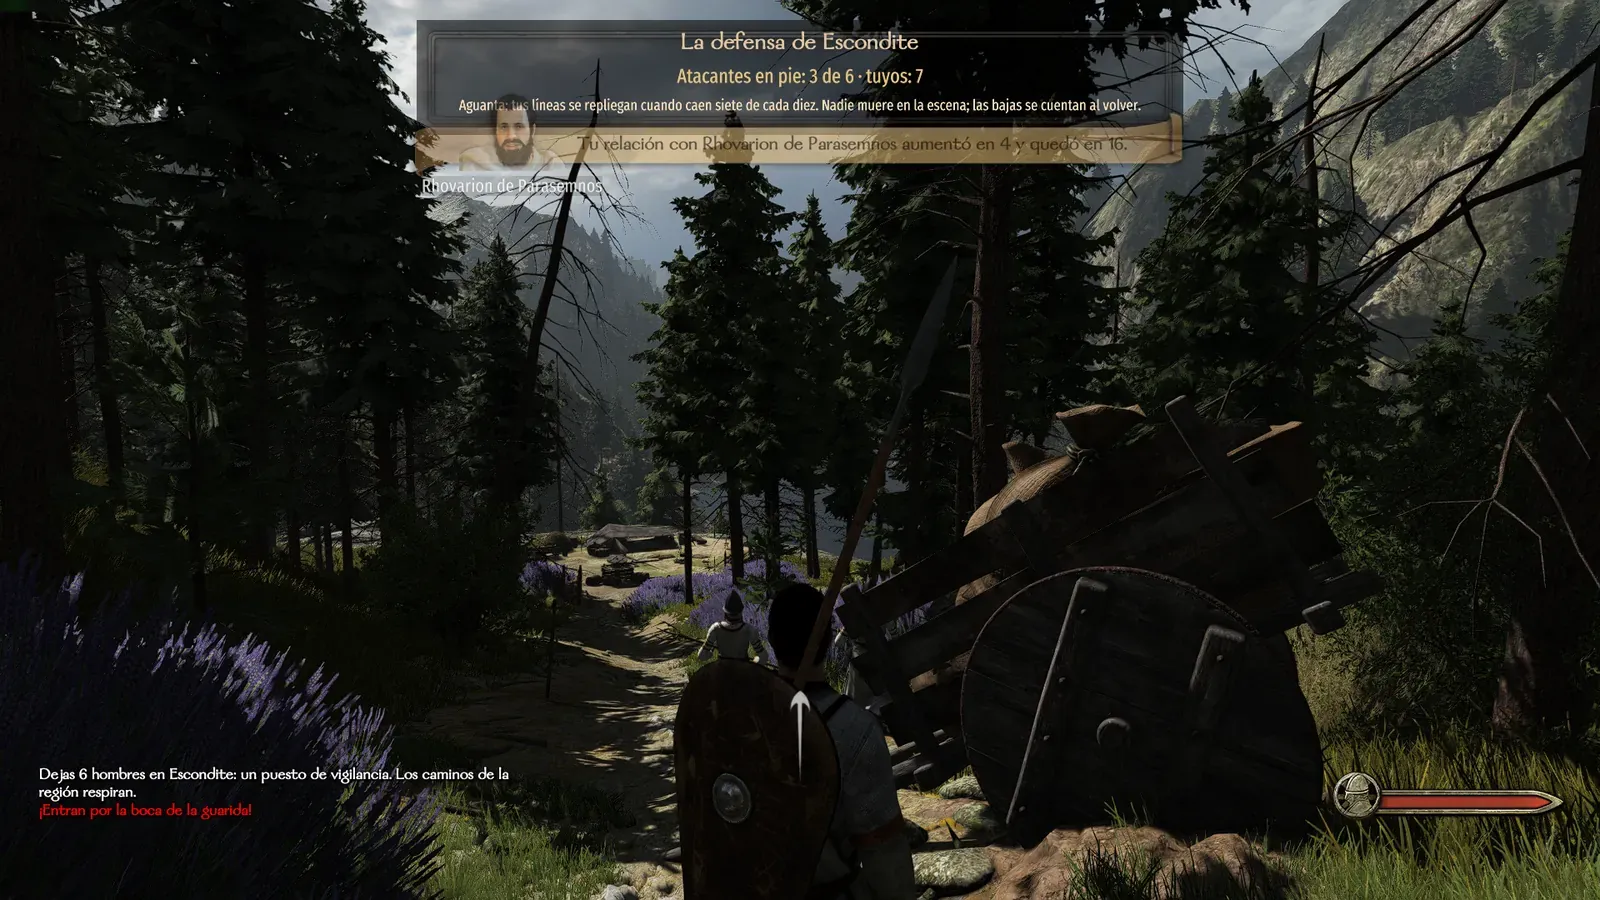 La defensa de Escondite
Atacantes en pie: 3 de 6 · tuyos: 7
Aguanta: tus líneas se repliegan cuando caen siete de cada diez. Nadie muere en la escena; las bajas se cuentan al volver.
Tu relación con Rhovarion de Parasemnos aumentó en 4 y quedó en 16.
Rhovarion de Parasemnos
Dejas 6 hombres en Escondite: un puesto de vigilancia. Los caminos de la
región respiran.
¡Entran por la boca de la guarida!